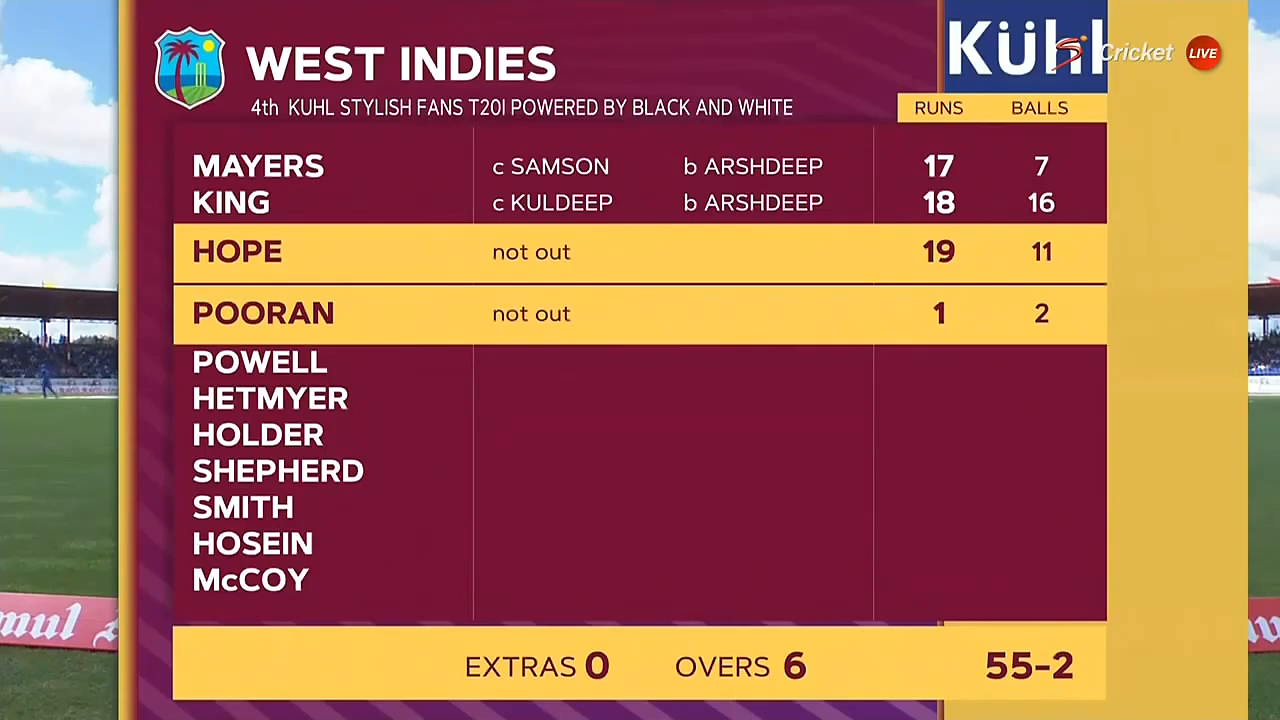 WEST INDIES
Kühl
Cricket LIVE
4th KUHL STYLISH FANS T20I POWERED BY BLACK AND WHITE
RUNS BALLS
MAYERS c SAMSON b ARSHDEEP 17 7
KING c KULDEEP b ARSHDEEP 18 16
HOPE not out 19 11
POORAN not out 1 2
POWELL
HETMYER
HOLDER
SHEPHERD
SMITH
HOSEIN
McCOY
mul
EXTRAS 0 OVERS 6 55-2